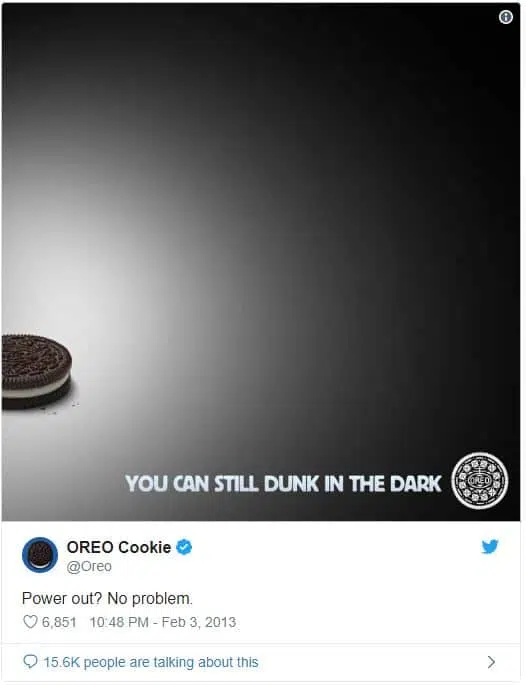 YOU CAN STILL DUNK IN THE DARK
OREO
OREO Cookie
@Oreo
Power out? No problem.
6,851 10:48 PM - Feb 3, 2013
15.6K people are talking about this